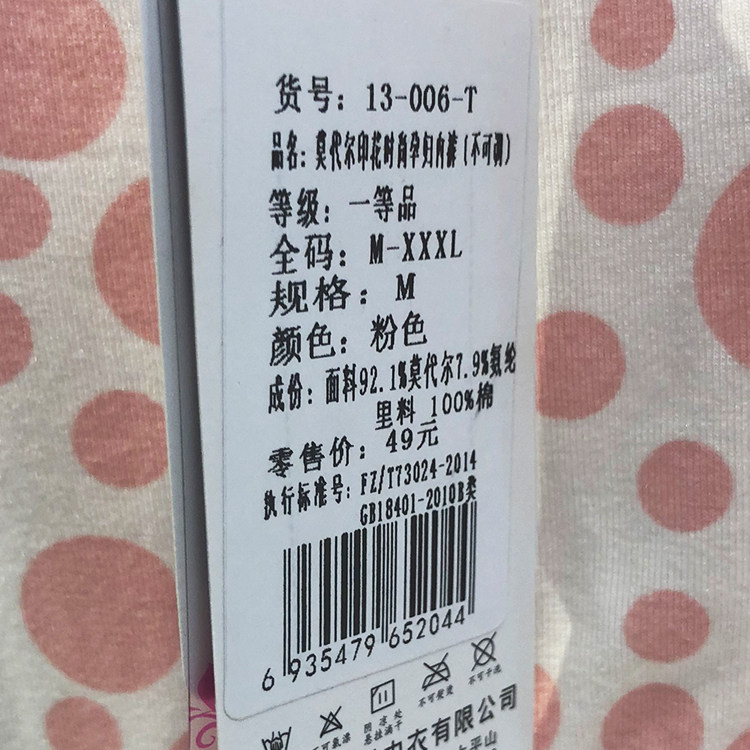 货号: 13-006-T
品名: 莫代尔印花时尚孕妇内裤(不可调)
等级: 一等品
全码: M-XXXL
规格: M
颜色: 粉色
成份: 面料92.1%莫代尔7.9%氨纶
里料 100%棉
零售价: 49元
执行标准号: FZ/T73024-2014
GB18401-2010B类
6 935479 652044
不可氯漂
阴凉处
悬挂滴干
不可熨烫
不可干洗
内衣有限公司
太平山